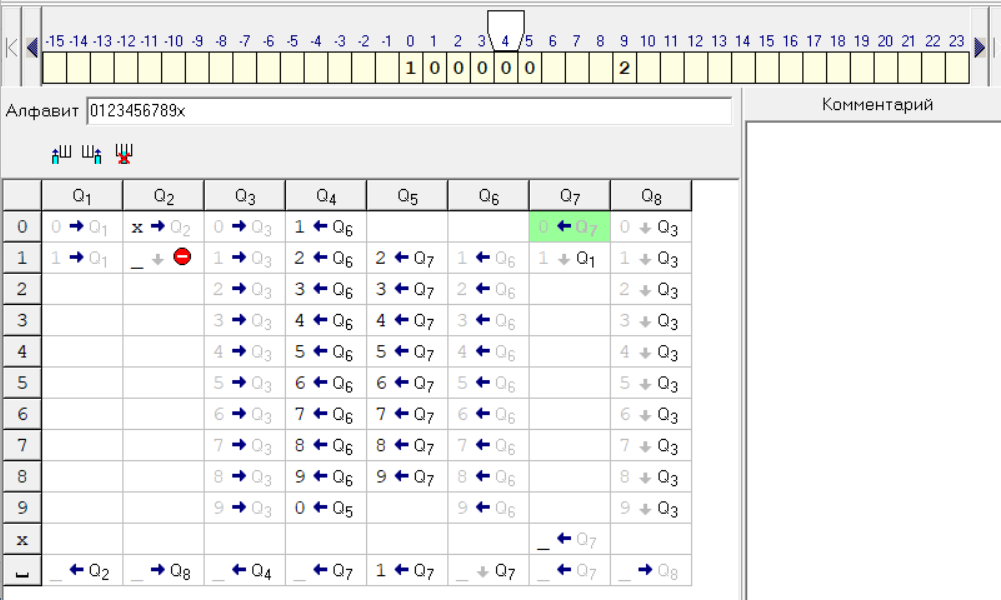 -15 -14 -13 -12 -11 -10 -9 -8 -7 -6 -5 -4 -3 -2 -1 0 1 2 3 4 5 6 7 8 9 10 11 12 13 14 15 16 17 18 19 20 21 22 23
1 0 0 0 0 0 2
Алфавит 0123456789x
Комментарий
Q1 Q2 Q3 Q4 Q5 Q6 Q7 Q8
0 0 → Q1 x → Q2 0 → Q3 1 ← Q6 0 ← Q7 0 ↓ Q3
1 1 → Q1 _ ↓ 1 → Q3 2 ← Q6 2 ← Q7 1 ← Q6 1 ↓ Q1 1 ↓ Q3
2 2 → Q3 3 ← Q6 3 ← Q7 2 ← Q6 2 ↓ Q3
3 3 → Q3 4 ← Q6 4 ← Q7 3 ← Q6 3 ↓ Q3
4 4 → Q3 5 ← Q6 5 ← Q7 4 ← Q6 4 ↓ Q3
5 5 → Q3 6 ← Q6 6 ← Q7 5 ← Q6 5 ↓ Q3
6 6 → Q3 7 ← Q6 7 ← Q7 6 ← Q6 6 ↓ Q3
7 7 → Q3 8 ← Q6 8 ← Q7 7 ← Q6 7 ↓ Q3
8 8 → Q3 9 ← Q6 9 ← Q7 8 ← Q6 8 ↓ Q3
9 9 → Q3 0 ← Q5 9 ← Q6 9 ↓ Q3
x _ ← Q7
␣ _ ← Q2 _ → Q8 _ ← Q4 _ ← Q7 1 ← Q7 _ ↓ Q7 _ ← Q7 _ → Q8